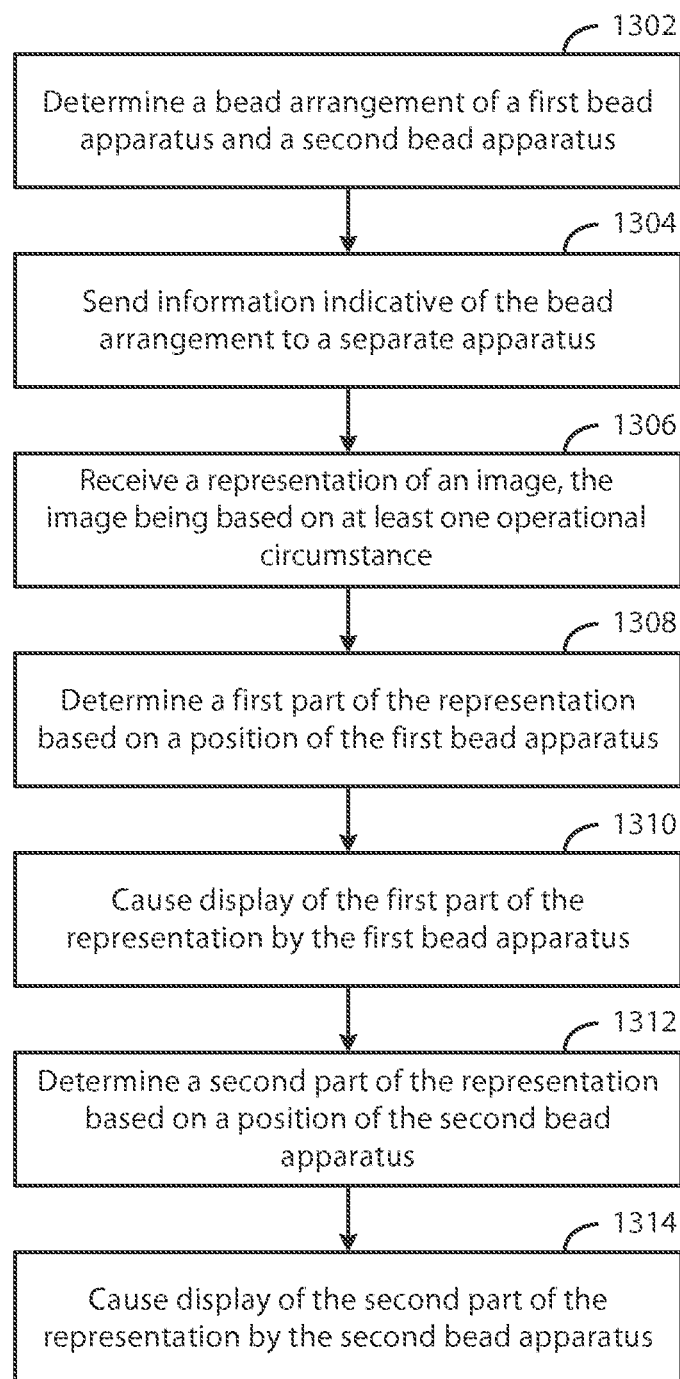 1302
Determine a bead arrangement of a first bead
apparatus and a second bead apparatus
1304
Send information indicative of the bead
arrangement to a separate apparatus
1306
Receive a representation of an image, the
image being based on at least one operational
circumstance
1308
Determine a first part of the representation
based on a position of the first bead apparatus
1310
Cause display of the first part of the
representation by the first bead apparatus
1312
Determine a second part of the representation
based on a position of the second bead
apparatus
1314
Cause display of the second part of the
representation by the second bead apparatus